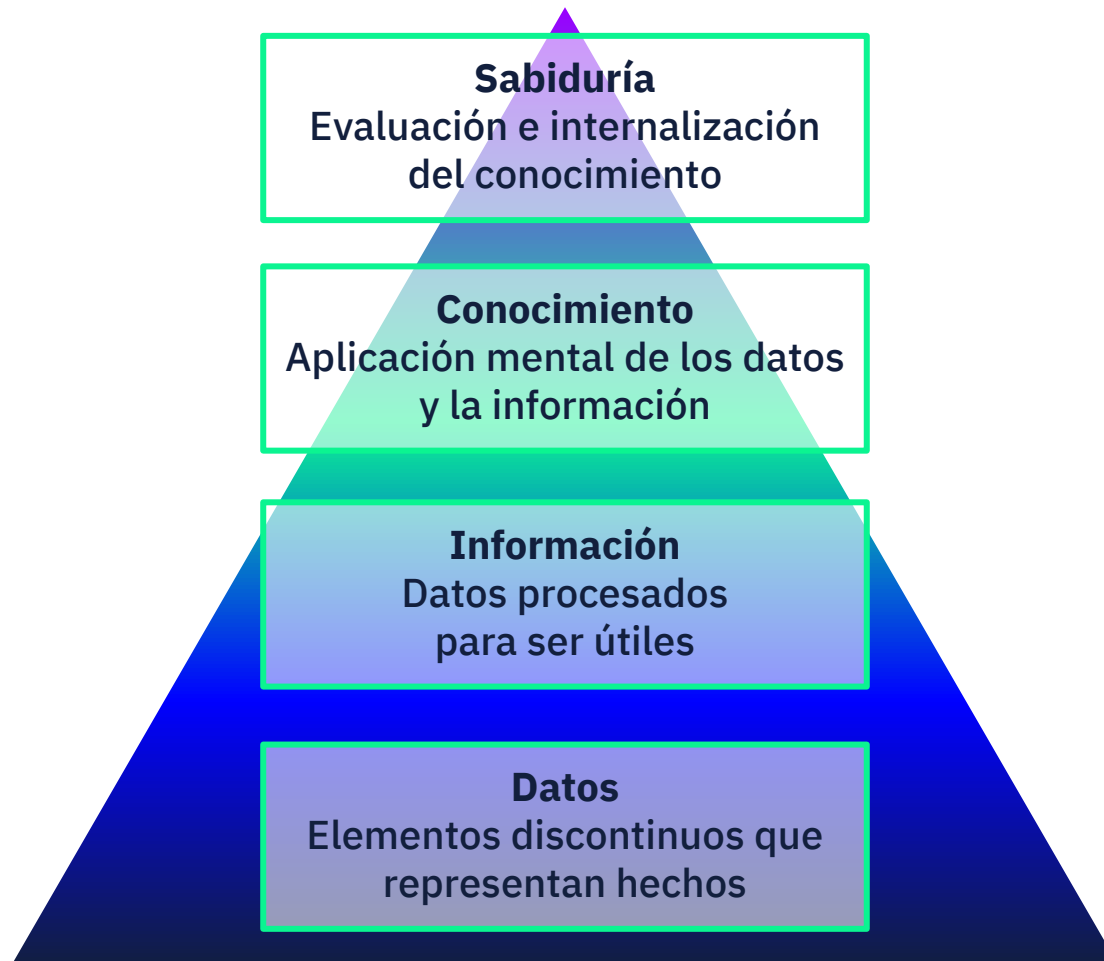 Sabiduría
Evaluación e internalización
del conocimiento
Conocimiento
Aplicación mental de los datos
y la información
Información
Datos procesados
para ser útiles
Datos
Elementos discontinuos que
representan hechos